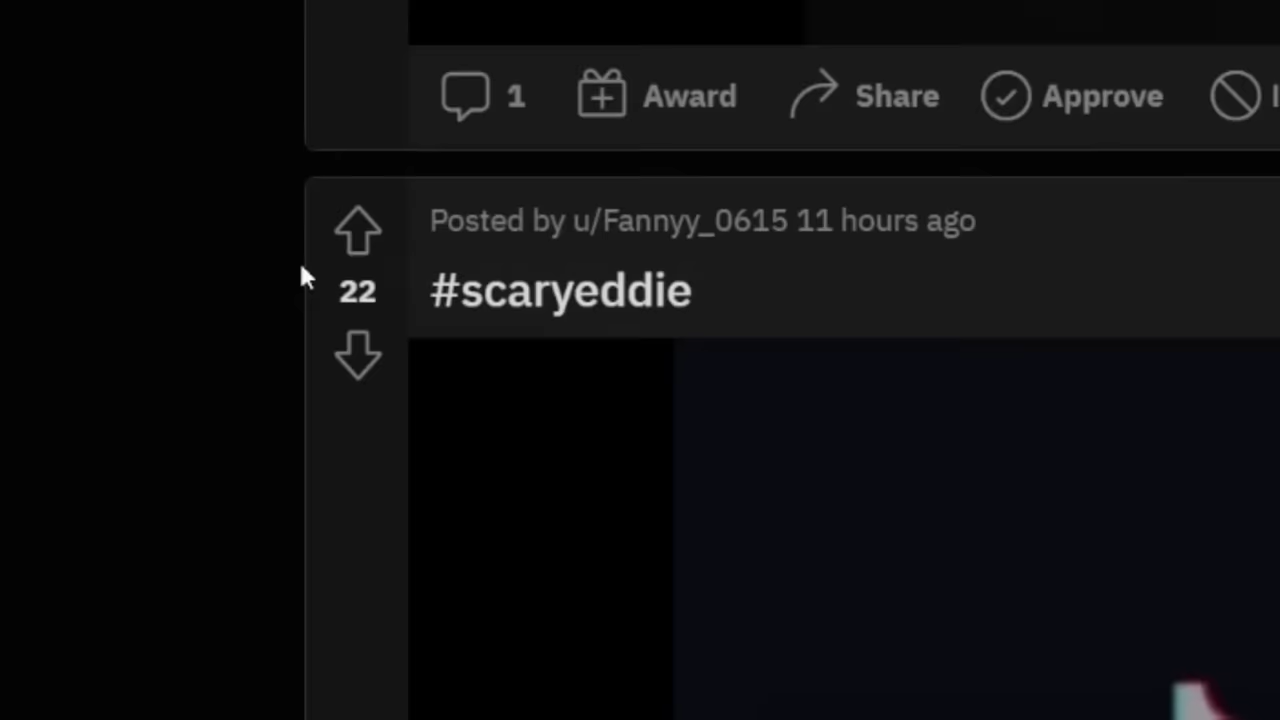 1 Award Share Approve
Posted by u/Fannyy_0615 11 hours ago
22
#scaryeddie